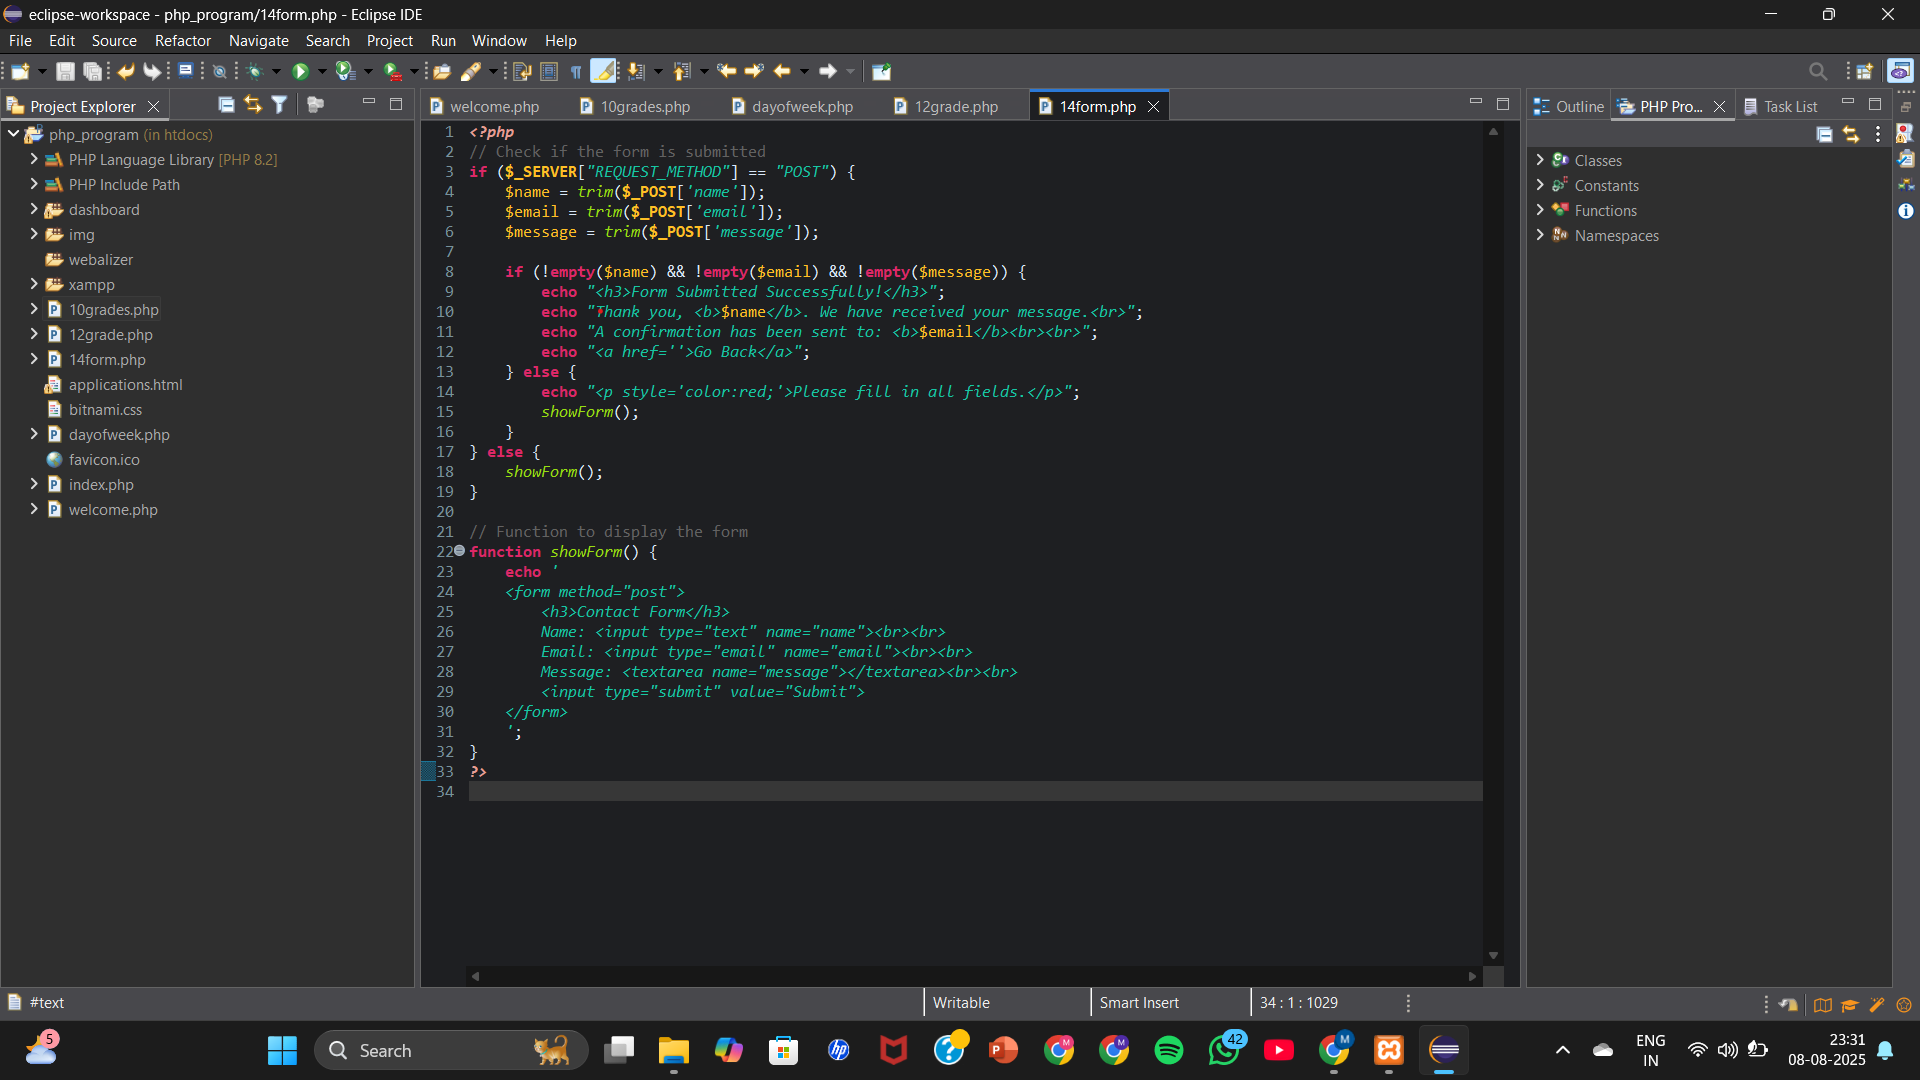 eclipse-workspace - php_program/14form.php - Eclipse IDE
File Edit Source Refactor Navigate Search Project Run Window Help
Project Explorer
php_program (in htdocs)
PHP Language Library [PHP 8.2]
PHP Include Path
dashboard
img
webalizer
xampp
10grades.php
12grade.php
14form.php
applications.html
bitnami.css
dayofweek.php
favicon.ico
index.php
welcome.php
welcome.php 10grades.php dayofweek.php 12grade.php 14form.php
1 <?php
2 // Check if the form is submitted
3 if ($_SERVER["REQUEST_METHOD"] == "POST") {
4     $name = trim($_POST['name']);
5     $email = trim($_POST['email']);
6     $message = trim($_POST['message']);
7
8     if (!empty($name) && !empty($email) && !empty($message)) {
9         echo "<h3>Form Submitted Successfully!</h3>";
10         echo "Thank you, <b>$name</b>. We have received your message.<br>";
11         echo "A confirmation has been sent to: <b>$email</b><br><br>";
12         echo "<a href=''>Go Back</a>";
13     } else {
14         echo "<p style='color:red;'>Please fill in all fields.</p>";
15         showForm();
16     }
17 } else {
18     showForm();
19 }
20
21 // Function to display the form
22 function showForm() {
23     echo '
24     <form method="post">
25         <h3>Contact Form</h3>
26         Name: <input type="text" name="name"><br><br>
27         Email: <input type="email" name="email"><br><br>
28         Message: <textarea name="message"></textarea><br><br>
29         <input type="submit" value="Submit">
30     </form>
31     ';
32 }
33 ?>
34
Outline PHP Pro... Task List
Classes
Constants
Functions
Namespaces
#text Writable Smart Insert 34 : 1 : 1029
5
Search
42
ENG
IN
23:31
08-08-2025